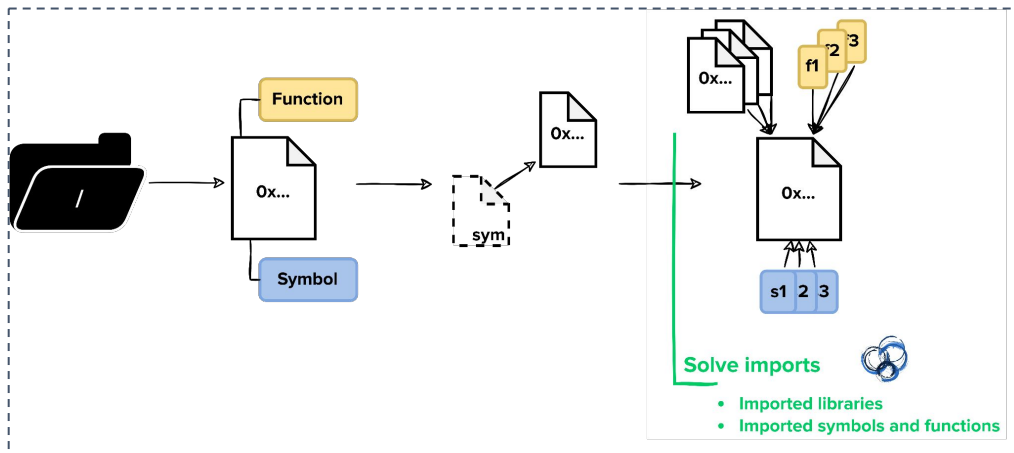 /
Function
0x...
Symbol
sym
0x...
0x...
f1
f2
f3
0x...
s1
2
3
Solve imports
• Imported libraries
• Imported symbols and functions